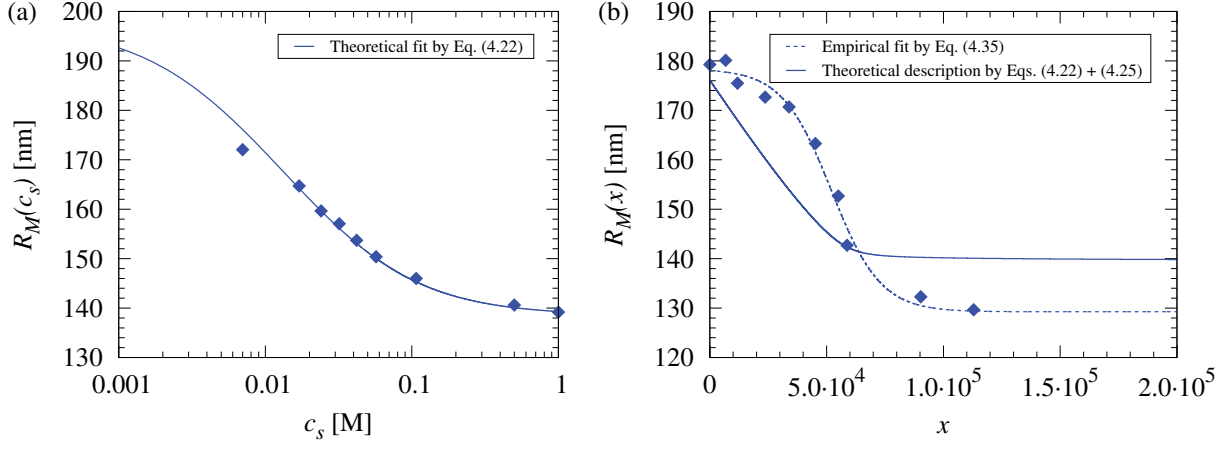 (a)
190
180
170
160
150
140
130
R_M(c_s) [nm]
Theoretical fit by Eq. (4.22)
0.001 0.01 0.1 1
c_s [M]
(b)
190
180
170
160
150
140
130
120
R_M(x) [nm]
Empirical fit by Eq. (4.35)
Theoretical description by Eqs. (4.22) + (4.25)
0 5.0·10^4 1.0·10^5 1.5·10^5 2.0·10^5
x